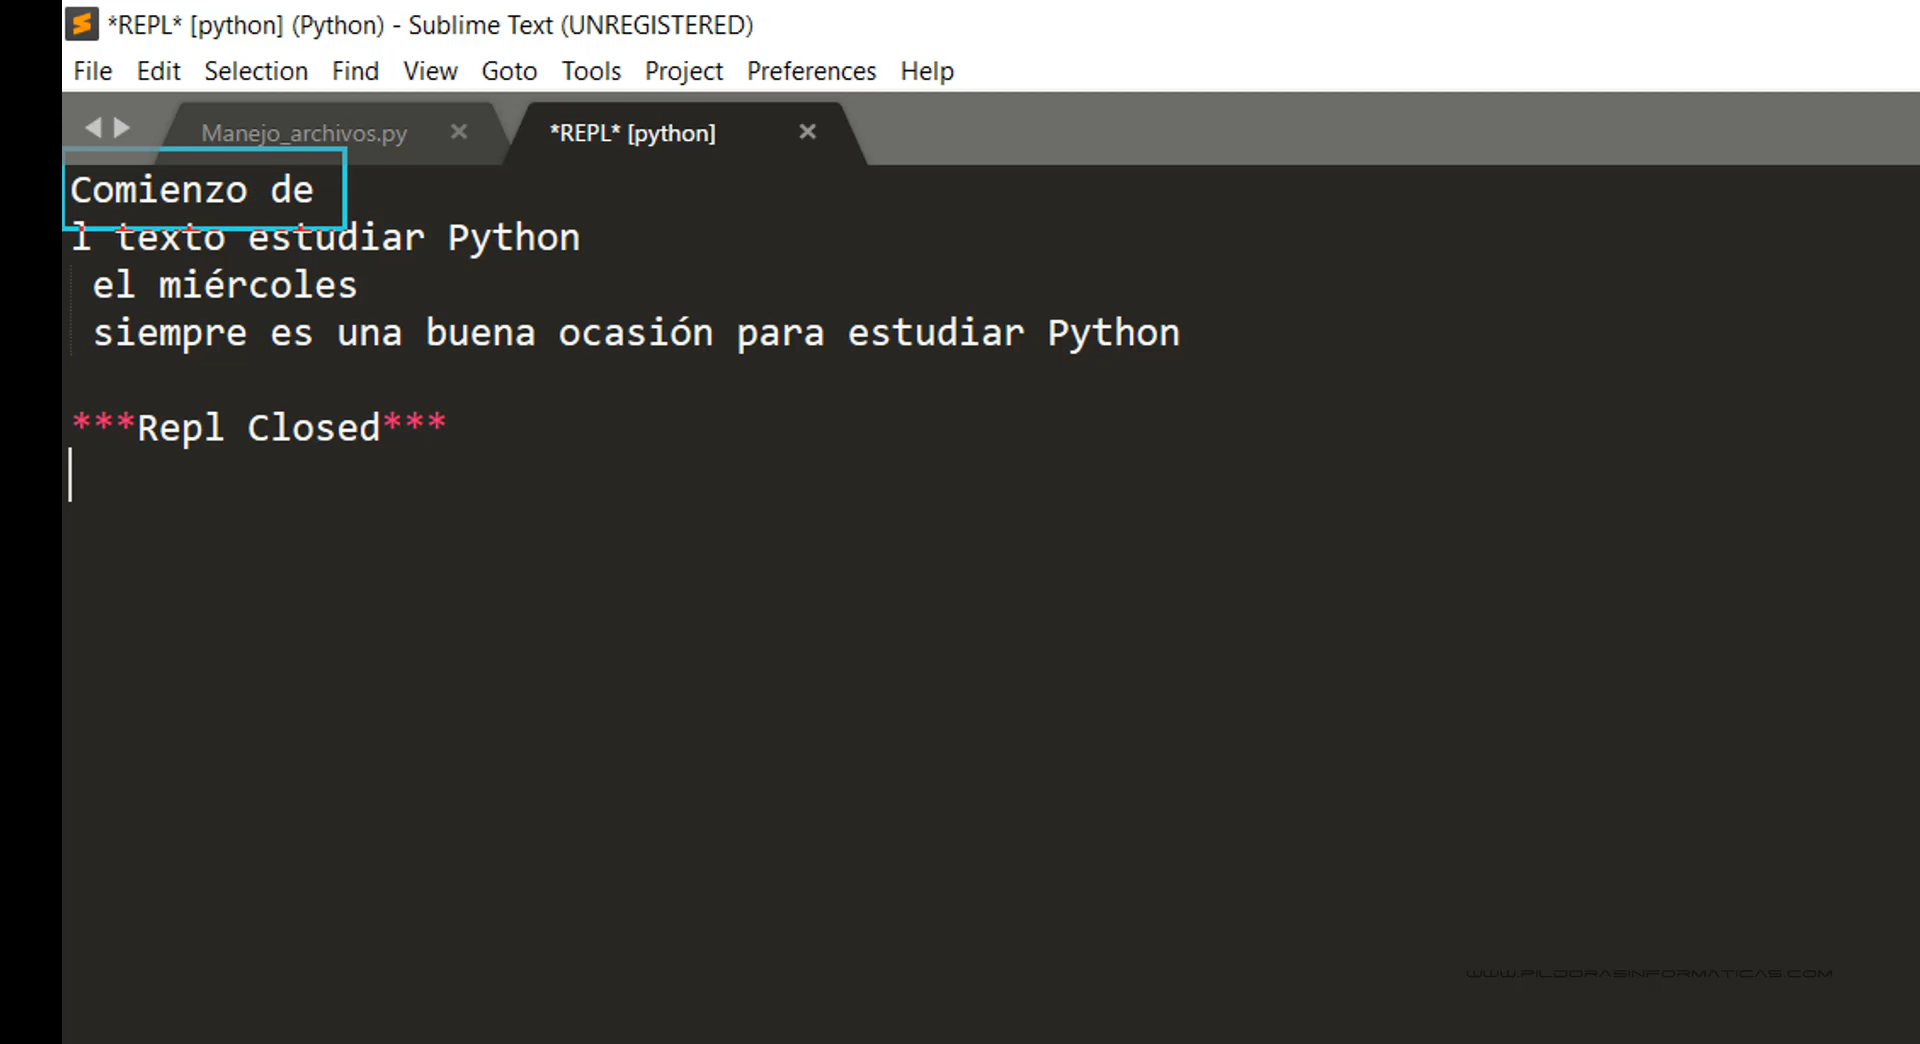 *REPL* [python] (Python) - Sublime Text (UNREGISTERED)
File Edit Selection Find View Goto Tools Project Preferences Help
Manejo_archivos.py × *REPL* [python] ×
Comienzo de
l texto estudiar Python
el miércoles
siempre es una buena ocasión para estudiar Python
***Repl Closed***
WWW.PILDORASINFORMATICAS.COM